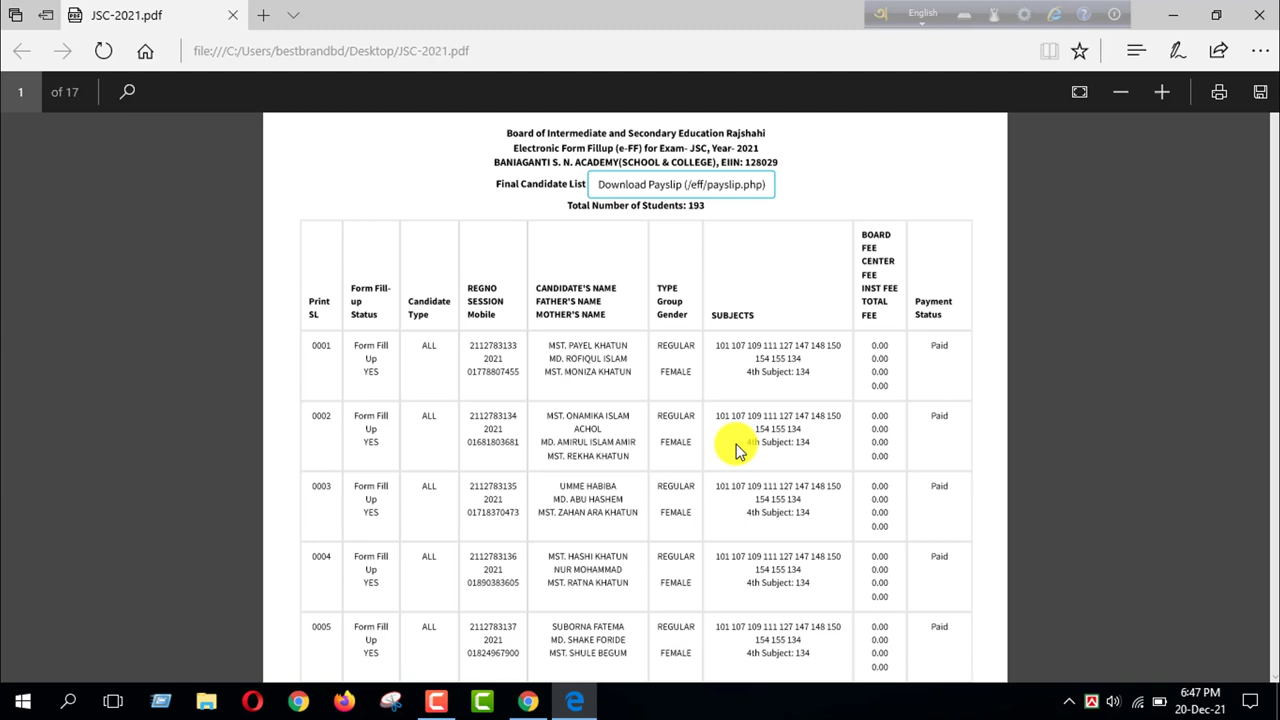 JSC-2021.pdf
English
file:///C:/Users/bestbrandbd/Desktop/JSC-2021.pdf
1 of 17
Board of Intermediate and Secondary Education Rajshahi
Electronic Form Fillup (e-FF) for Exam- JSC, Year- 2021
BANIAGANTI S. N. ACADEMY(SCHOOL & COLLEGE), EIIN: 128029
Final Candidate List Download Payslip (/eff/payslip.php)
Total Number of Students: 193
Print SL
Form Fill-up Status
Candidate Type
REGNO
SESSION
Mobile
CANDIDATE'S NAME
FATHER'S NAME
MOTHER'S NAME
TYPE
Group
Gender
SUBJECTS
BOARD FEE
CENTER FEE
INST FEE
TOTAL FEE
Payment Status
0001 Form Fill ALL 2112783133 MST. PAYEL KHATUN REGULAR 101 107 109 111 127 147 148 150 0.00 Paid
Up 2021 MD. ROFIQUL ISLAM 154 155 134 0.00
YES 01778807455 MST. MONIZA KHATUN FEMALE 4th Subject: 134 0.00
0.00
0002 Form Fill ALL 2112783134 MST. ONAMIKA ISLAM REGULAR 101 107 109 111 127 147 148 150 0.00 Paid
Up 2021 ACHOL 154 155 134 0.00
YES 01681803681 MD. AMIRUL ISLAM AMIR FEMALE 4th Subject: 134 0.00
MST. REKHA KHATUN 0.00
0003 Form Fill ALL 2112783135 UMME HABIBA REGULAR 101 107 109 111 127 147 148 150 0.00 Paid
Up 2021 MD. ABU HASHEM 154 155 134 0.00
YES 01718370473 MST. ZAHAN ARA KHATUN FEMALE 4th Subject: 134 0.00
0.00
0004 Form Fill ALL 2112783136 MST. HASHI KHATUN REGULAR 101 107 109 111 127 147 148 150 0.00 Paid
Up 2021 NUR MOHAMMAD 154 155 134 0.00
YES 01890383605 MST. RATNA KHATUN FEMALE 4th Subject: 134 0.00
0.00
0005 Form Fill ALL 2112783137 SUBORNA FATEMA REGULAR 101 107 109 111 127 147 148 150 0.00 Paid
Up 2021 MD. SHAKE FORIDE 154 155 134 0.00
YES 01824967900 MST. SHULE BEGUM FEMALE 4th Subject: 134 0.00
0.00
6:47 PM
20-Dec-21